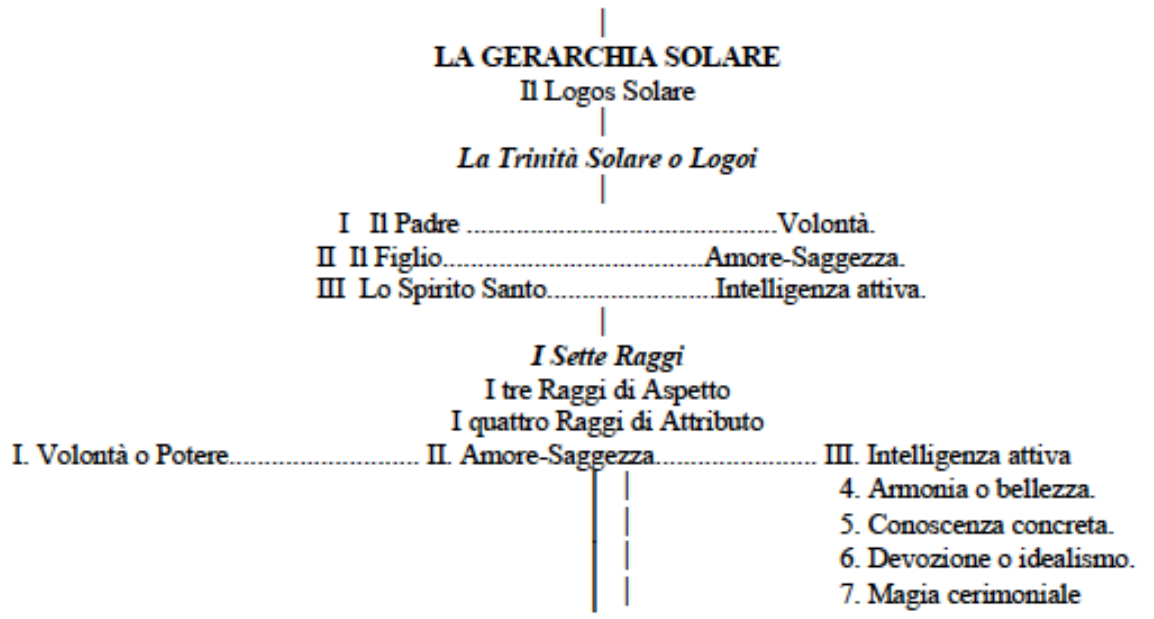 LA GERARCHIA SOLARE
Il Logos Solare
La Trinità Solare o Logoi
I Il Padre ...........................................Volontà.
II Il Figlio.....................................Amore-Saggezza.
III Lo Spirito Santo........................Intelligenza attiva.
I Sette Raggi
I tre Raggi di Aspetto
I quattro Raggi di Attributo
I. Volontà o Potere........................... II. Amore-Saggezza....................... III. Intelligenza attiva
4. Armonia o bellezza.
5. Conoscenza concreta.
6. Devozione o idealismo.
7. Magia cerimoniale